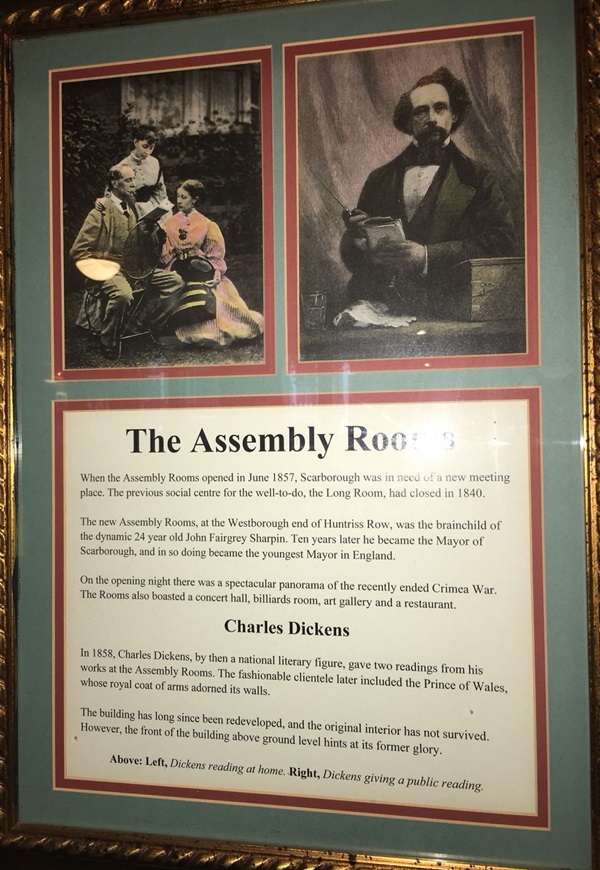 The Assembly Rooms
When the Assembly Rooms opened in June 1857, Scarborough was in need of a new meeting
place. The previous social centre for the well-to-do, the Long Room, had closed in 1840.
The new Assembly Rooms, at the Westborough end of Huntriss Row, was the brainchild of
the dynamic 24 year old John Fairgrey Sharpin. Ten years later he became the Mayor of
Scarborough, and in so doing became the youngest Mayor in England.
On the opening night there was a spectacular panorama of the recently ended Crimea War.
The Rooms also boasted a concert hall, billiards room, art gallery and a restaurant.
Charles Dickens
In 1858, Charles Dickens, by then a national literary figure, gave two readings from his
works at the Assembly Rooms. The fashionable clientele later included the Prince of Wales,
whose royal coat of arms adorned its walls.
The building has long since been redeveloped, and the original interior has not survived.
However, the front of the building above ground level hints at its former glory.
Above: Left, Dickens reading at home. Right, Dickens giving a public reading.